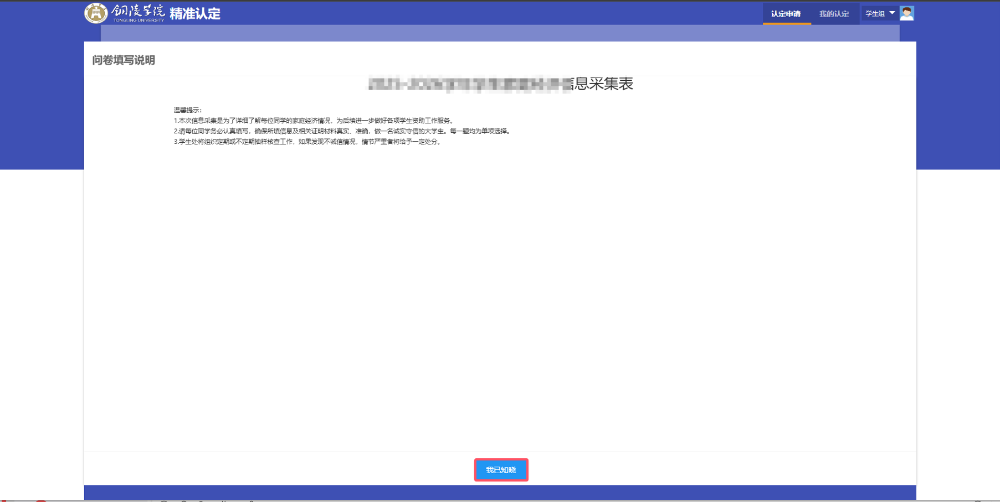 铜陵学院 精准认定
TONGLING UNIVERSITY
认定申请 我的认定 学生组
问卷填写说明
信息采集表
温馨提示：
1.本次信息采集是为了详细了解每位同学的家庭经济情况，为后续进一步做好各项学生资助工作服务。
2.请每位同学务必认真填写，确保所填信息及相关证明材料真实、准确，做一名诚实守信的大学生。每一题均为单项选择。
3.学生处将组织定期或不定期抽样核查工作，如果发现不诚信情况，情节严重者将给予一定处分。
我已知晓